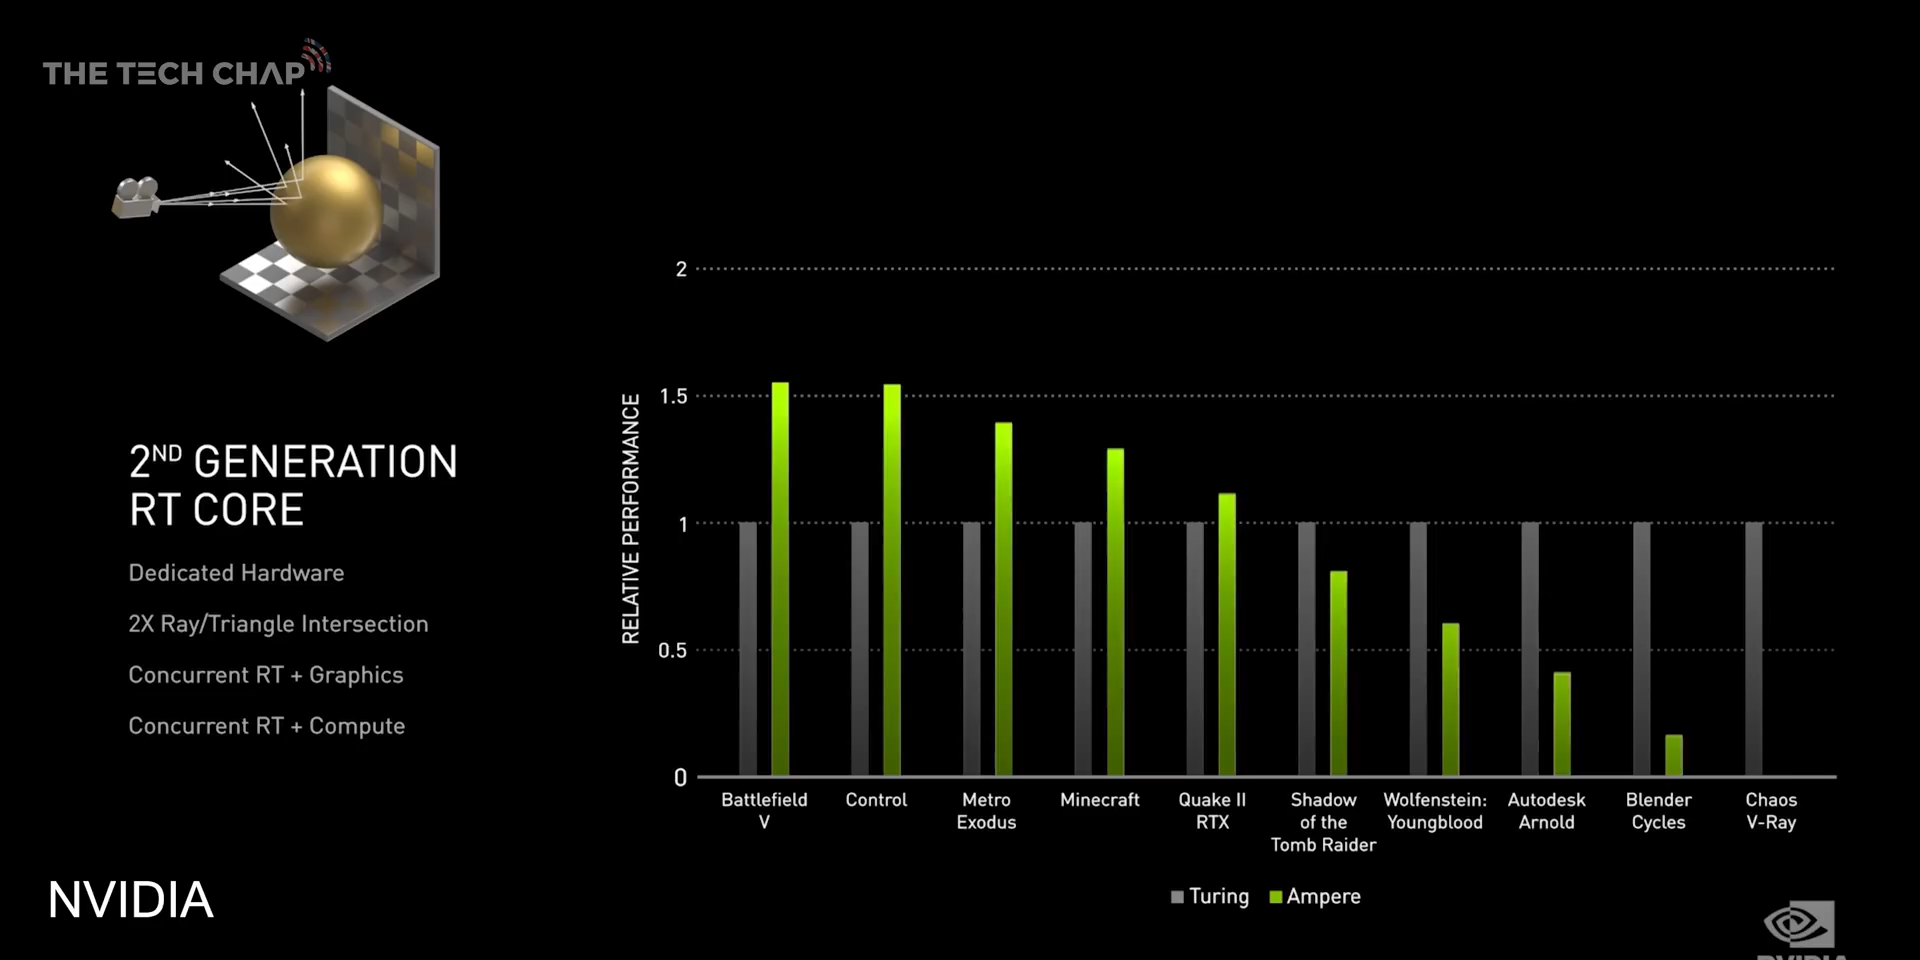 THE TECH CHAP
2ND GENERATION
RT CORE
Dedicated Hardware
2X Ray/Triangle Intersection
Concurrent RT + Graphics
Concurrent RT + Compute
NVIDIA
RELATIVE PERFORMANCE
2
1.5
1
0.5
0
Battlefield
V
Control
Metro
Exodus
Minecraft
Quake II
RTX
Shadow
of the
Tomb Raider
Wolfenstein:
Youngblood
Autodesk
Arnold
Blender
Cycles
Chaos
V-Ray
Turing
Ampere
NVIDIA